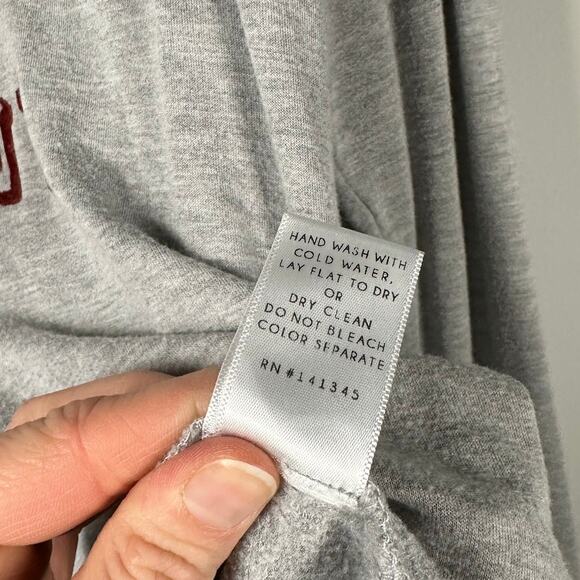 HAND WASH WITH
COLD WATER,
LAY FLAT TO DRY
OR
DRY CLEAN
DO NOT BLEACH
COLOR SEPARATE
RN #141345